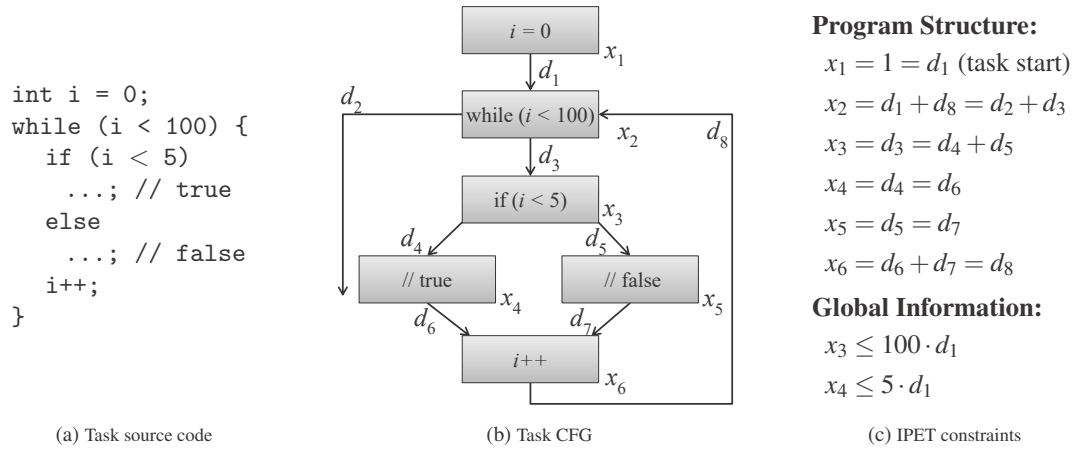 int i = 0;
while (i < 100) {
if (i < 5)
...; // true
else
...; // false
i++;
}
(a) Task source code
i = 0
x₁
d₁
d₂
while (i < 100)
x₂
d₈
d₃
if (i < 5)
x₃
d₄
d₅
// true
x₄
// false
x₅
d₆
d₇
i++
x₆
(b) Task CFG
Program Structure:
x₁ = 1 = d₁ (task start)
x₂ = d₁ + d₈ = d₂ + d₃
x₃ = d₃ = d₄ + d₅
x₄ = d₄ = d₆
x₅ = d₅ = d₇
x₆ = d₆ + d₇ = d₈
Global Information:
x₃ ≤ 100 · d₁
x₄ ≤ 5 · d₁
(c) IPET constraints